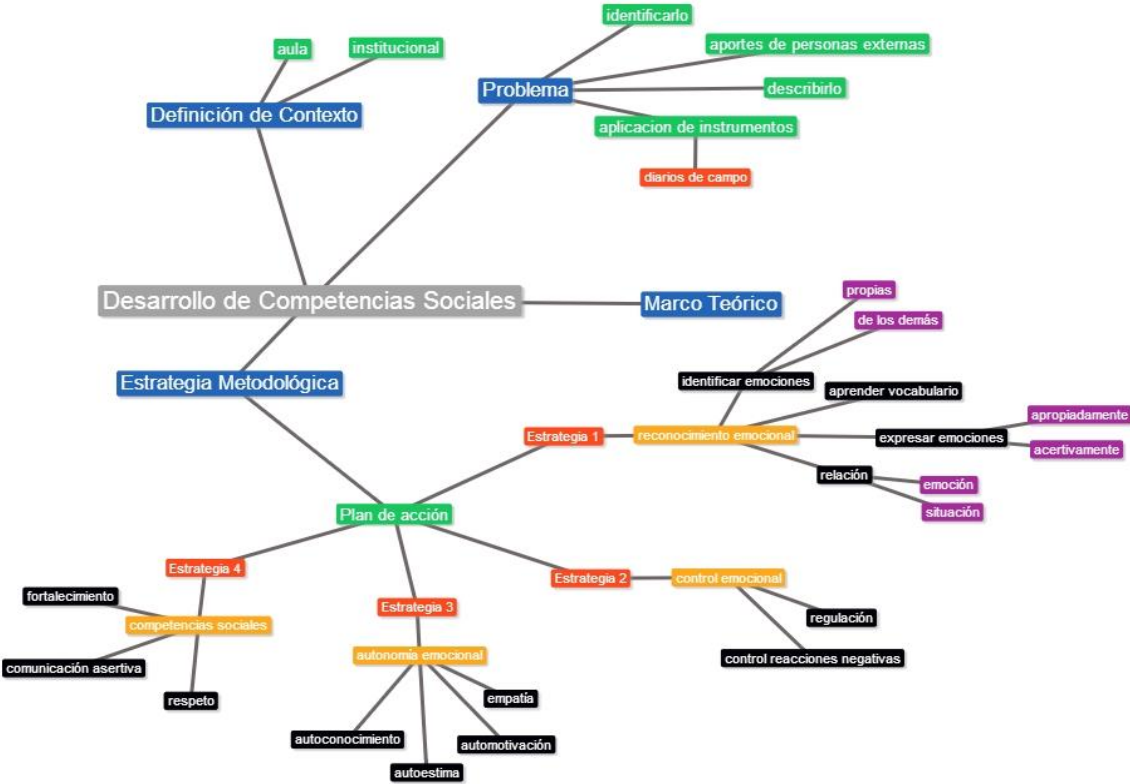 identificarlo
aula
institucional
aportes de personas externas
Problema
describirlo
Definición de Contexto
aplicacion de instrumentos
diarios de campo
Desarrollo de Competencias Sociales
Marco Teórico
propias
de los demás
Estrategia Metodológica
identificar emociones
aprender vocabulario
apropiadamente
Estrategia 1
reconocimiento emocional
expresar emociones
acertivamente
relación
emoción
situación
Plan de acción
Estrategia 4
Estrategia 2
control emocional
fortalecimiento
Estrategia 3
regulación
competencias sociales
autonomía emocional
control reacciones negativas
comunicación asertiva
respeto
empatía
autoconocimiento
automotivación
autoestima